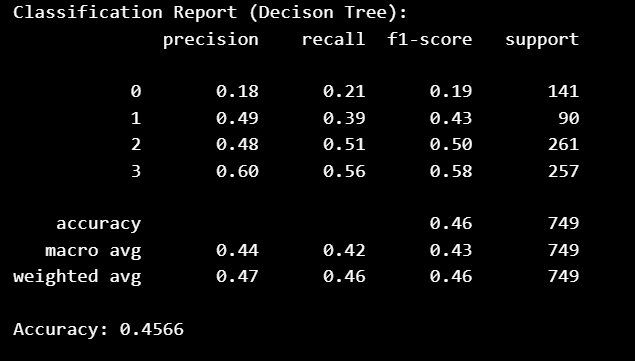 Classification Report (Decison Tree):
precision recall f1-score support
0 0.18 0.21 0.19 141
1 0.49 0.39 0.43 90
2 0.48 0.51 0.50 261
3 0.60 0.56 0.58 257
accuracy 0.46 749
macro avg 0.44 0.42 0.43 749
weighted avg 0.47 0.46 0.46 749
Accuracy: 0.4566